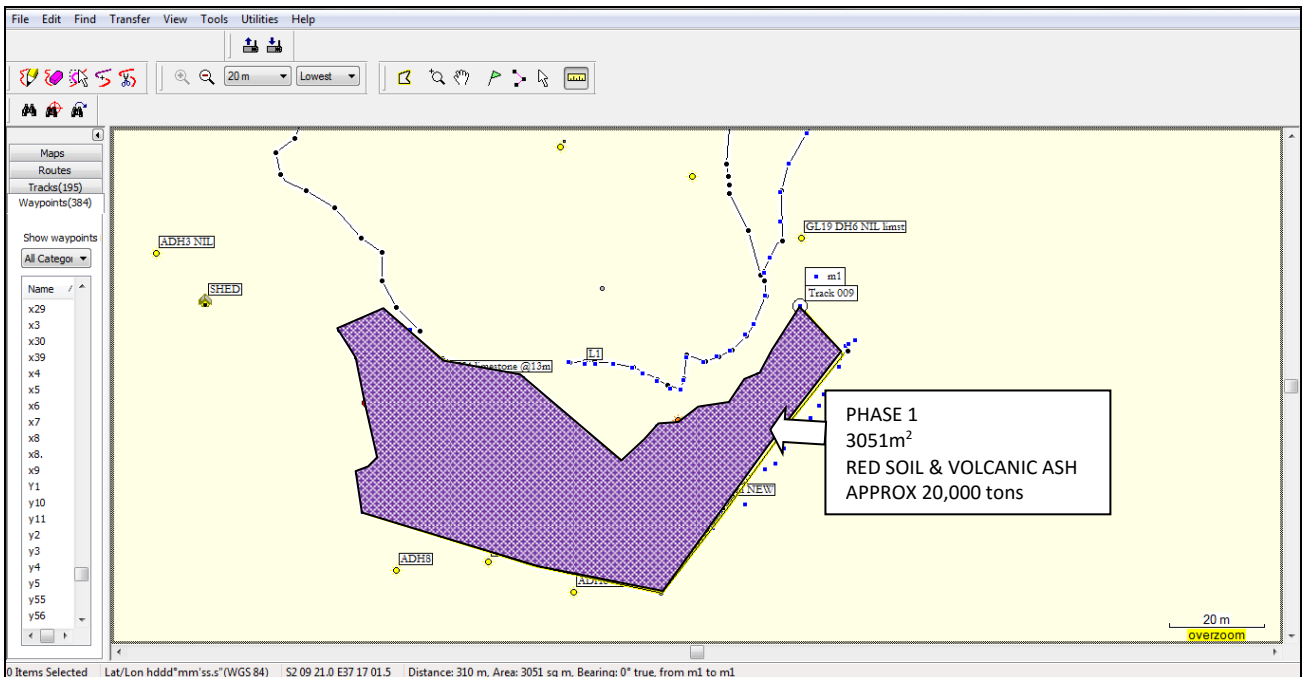 File Edit Find Transfer View Tools Utilities Help
20 m
Lowest
Maps
Routes
Tracks(195)
Waypoints(384)
Show waypoints
All Categor
Name
x29
x3
x30
x39
x4
x5
x6
x7
x8
x8.
x9
Y1
y10
y11
y2
y3
y4
y5
y55
y56
ADH3 NIL
SHED
GL19 DH6 NIL limst
m1
Track 009
L1
limestone @13m
NEW
ADH8
PHASE 1
3051m²
RED SOIL & VOLCANIC ASH
APPROX 20,000 tons
20 m
overzoom
0 Items Selected Lat/Lon hddd°mm'ss.s"(WGS 84) S2 09 21.0 E37 17 01.5 Distance: 310 m, Area: 3051 sq m, Bearing: 0° true, from m1 to m1